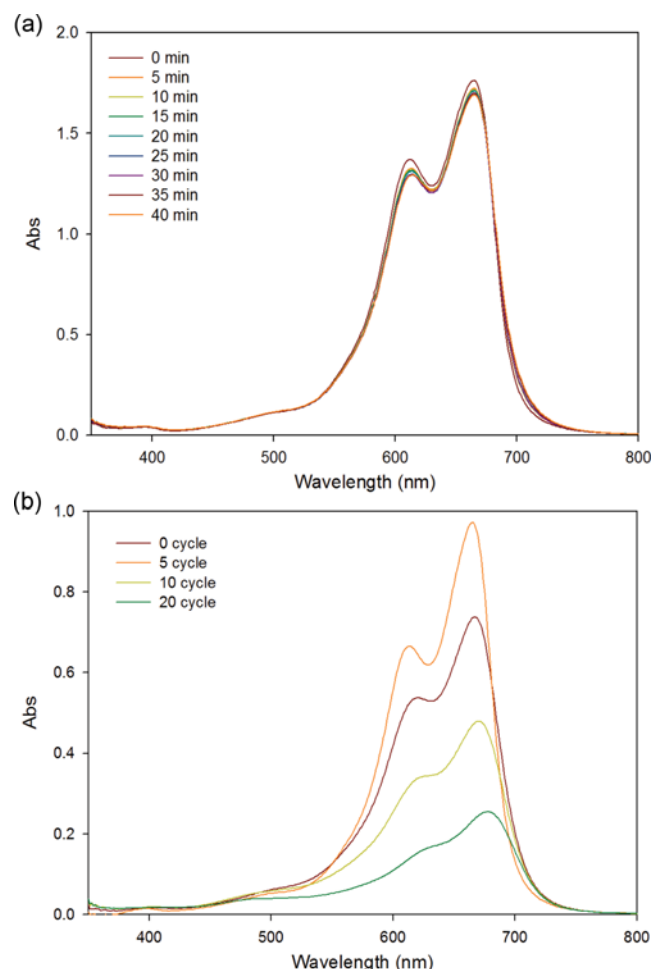 (a)
2.0
1.5
1.0
0.5
0.0
Abs
0 min
5 min
10 min
15 min
20 min
25 min
30 min
35 min
40 min
400 500 600 700 800
Wavelength (nm)
(b)
1.0
0.8
0.6
0.4
0.2
0.0
Abs
0 cycle
5 cycle
10 cycle
20 cycle
400 500 600 700 800
Wavelength (nm)